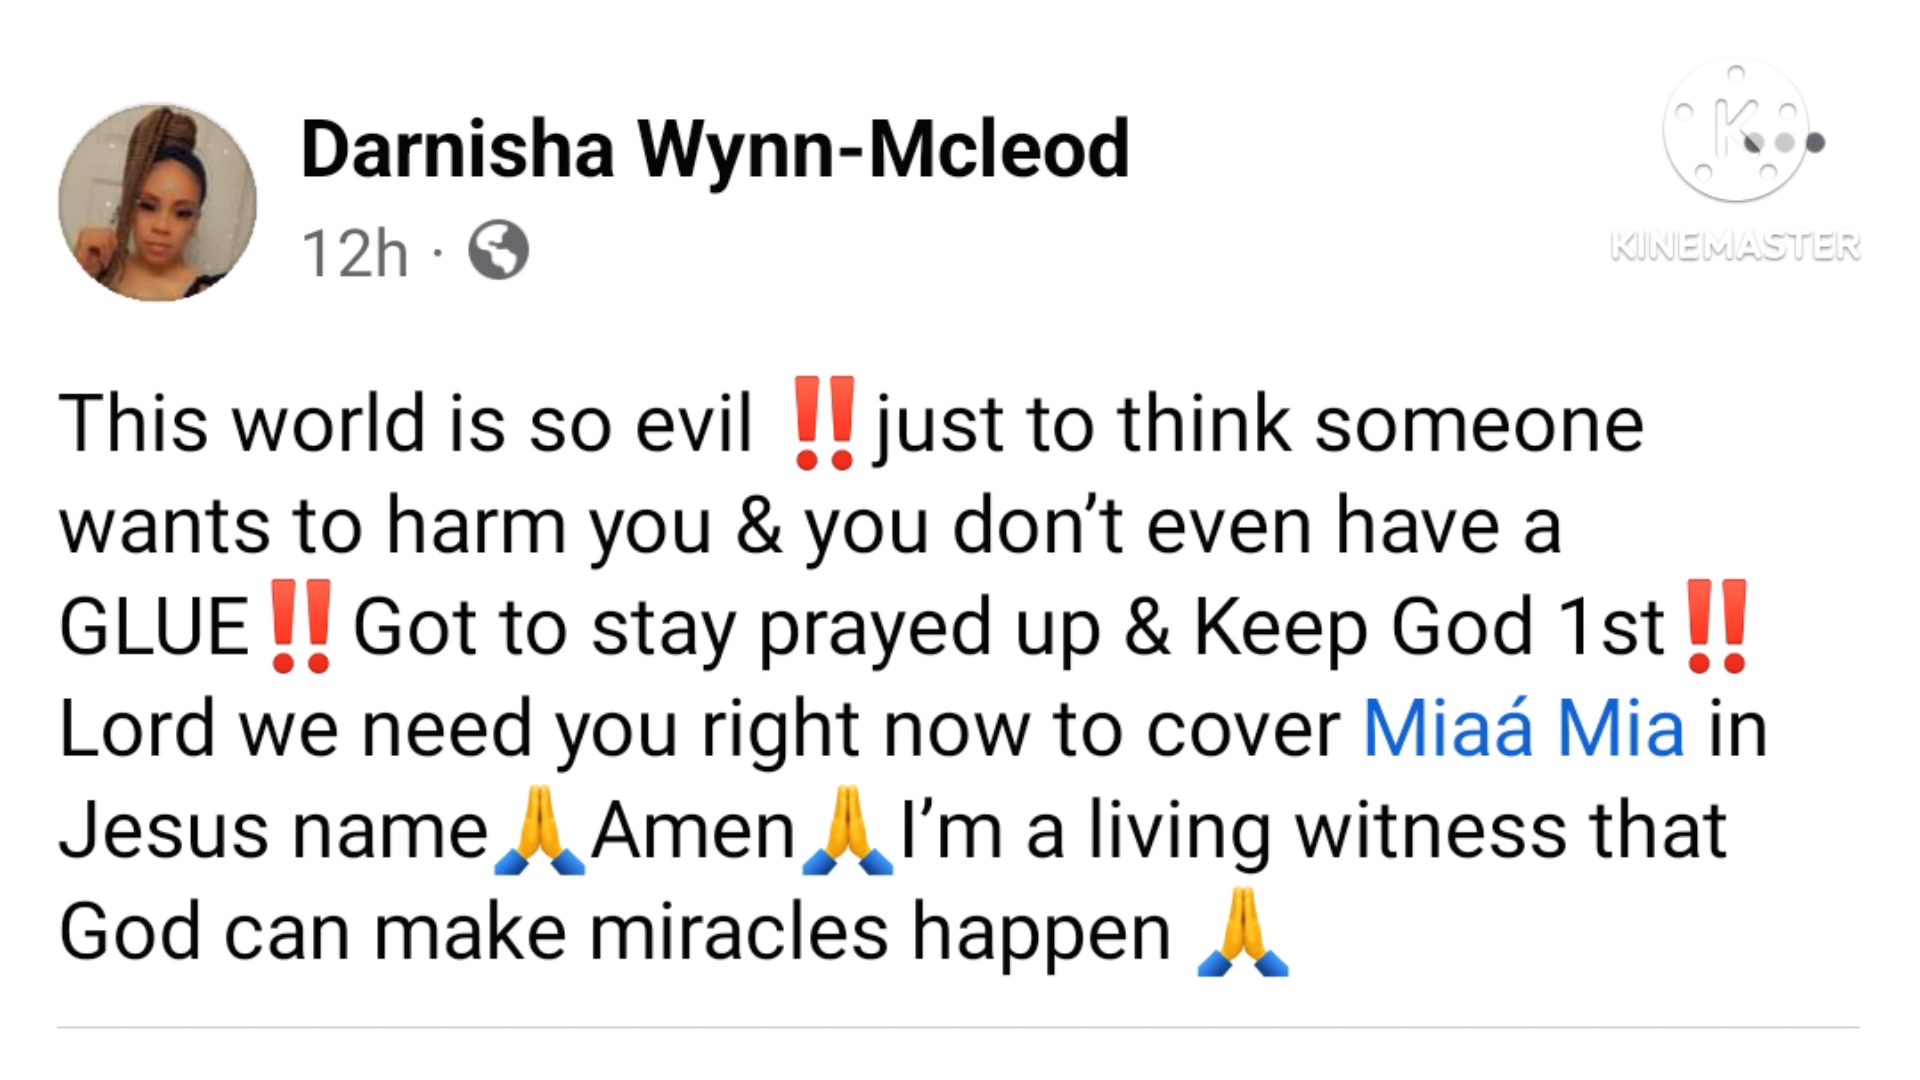 Darnisha Wynn-Mcleod
12h ·
KINEMASTER
This world is so evil ‼️just to think someone
wants to harm you & you don’t even have a
GLUE‼️Got to stay prayed up & Keep God 1st‼️
Lord we need you right now to cover Miaá Mia in
Jesus name🙏Amen🙏I’m a living witness that
God can make miracles happen 🙏